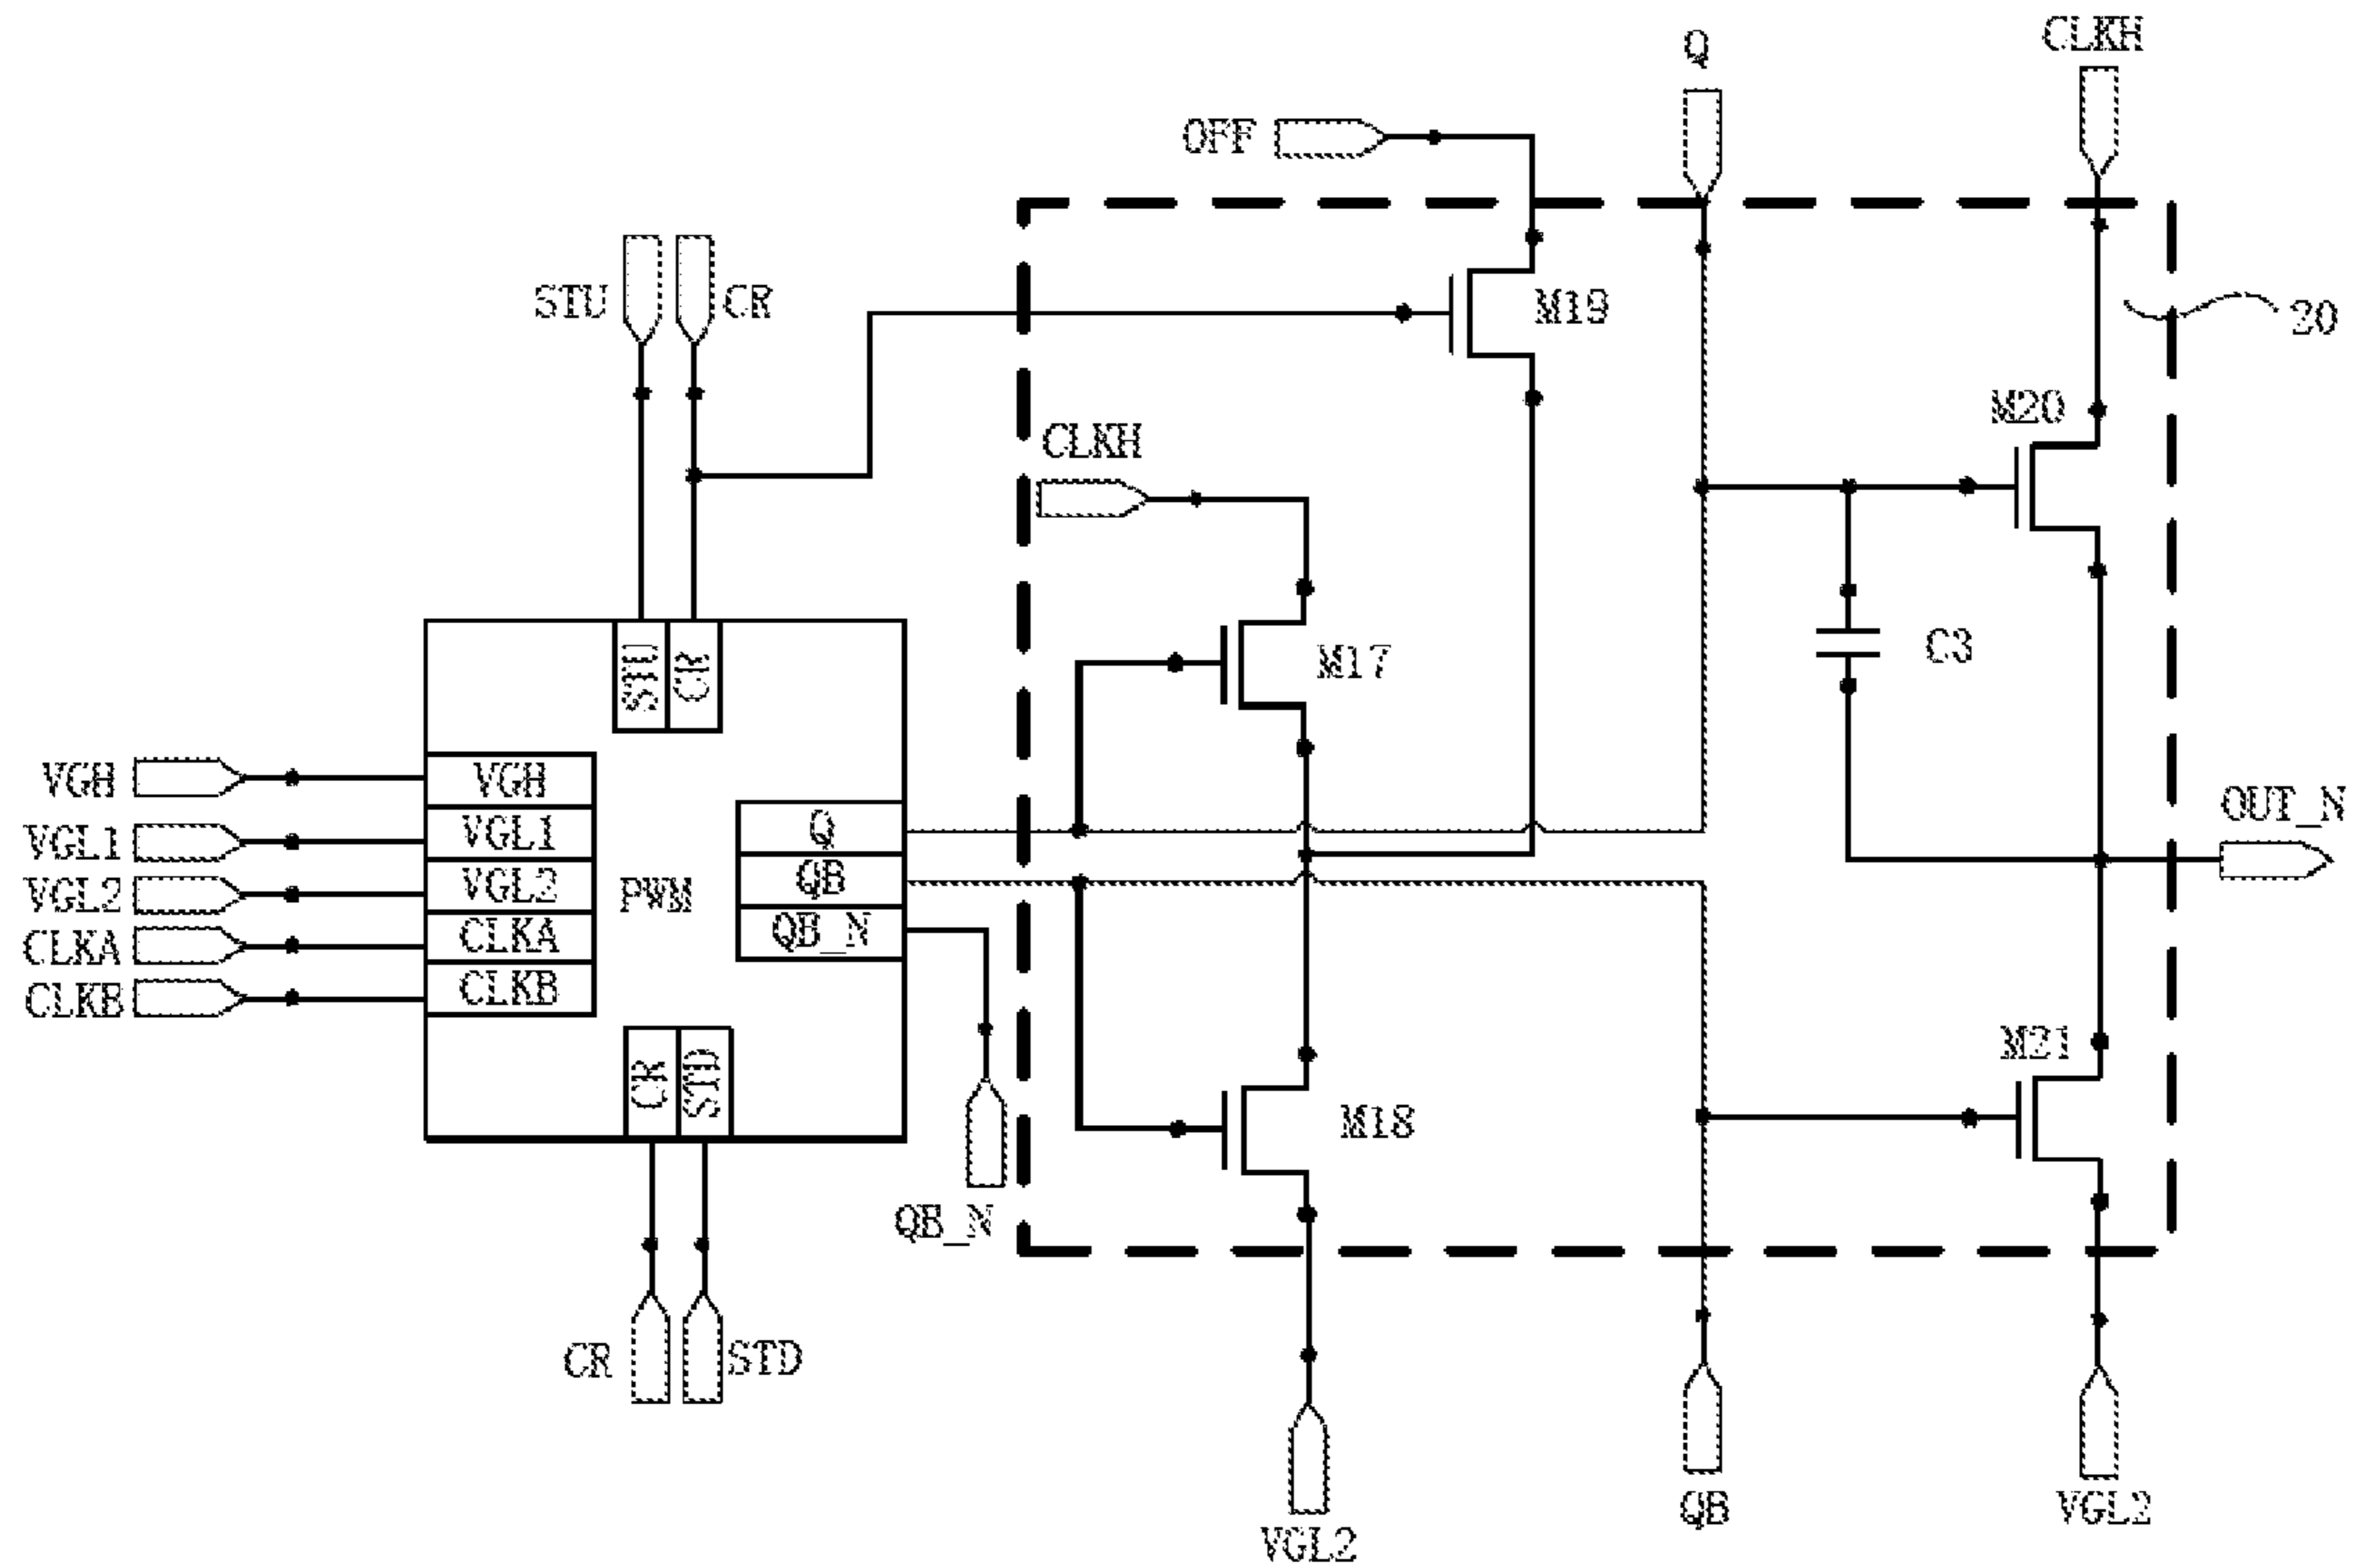 Q
CLKH
OFF
STU
CR
M19
20
M20
CLKH
C3
M17
STU
CR
VGH
VGH
OUT_N
VGL1
VGL1
Q
VGL2
VGL2
PWM
QB
CLKA
CLKA
QB_N
CLKB
CLKB
M21
CR
STD
M18
QB_N
CR
STD
QB
VGL2
VGL2